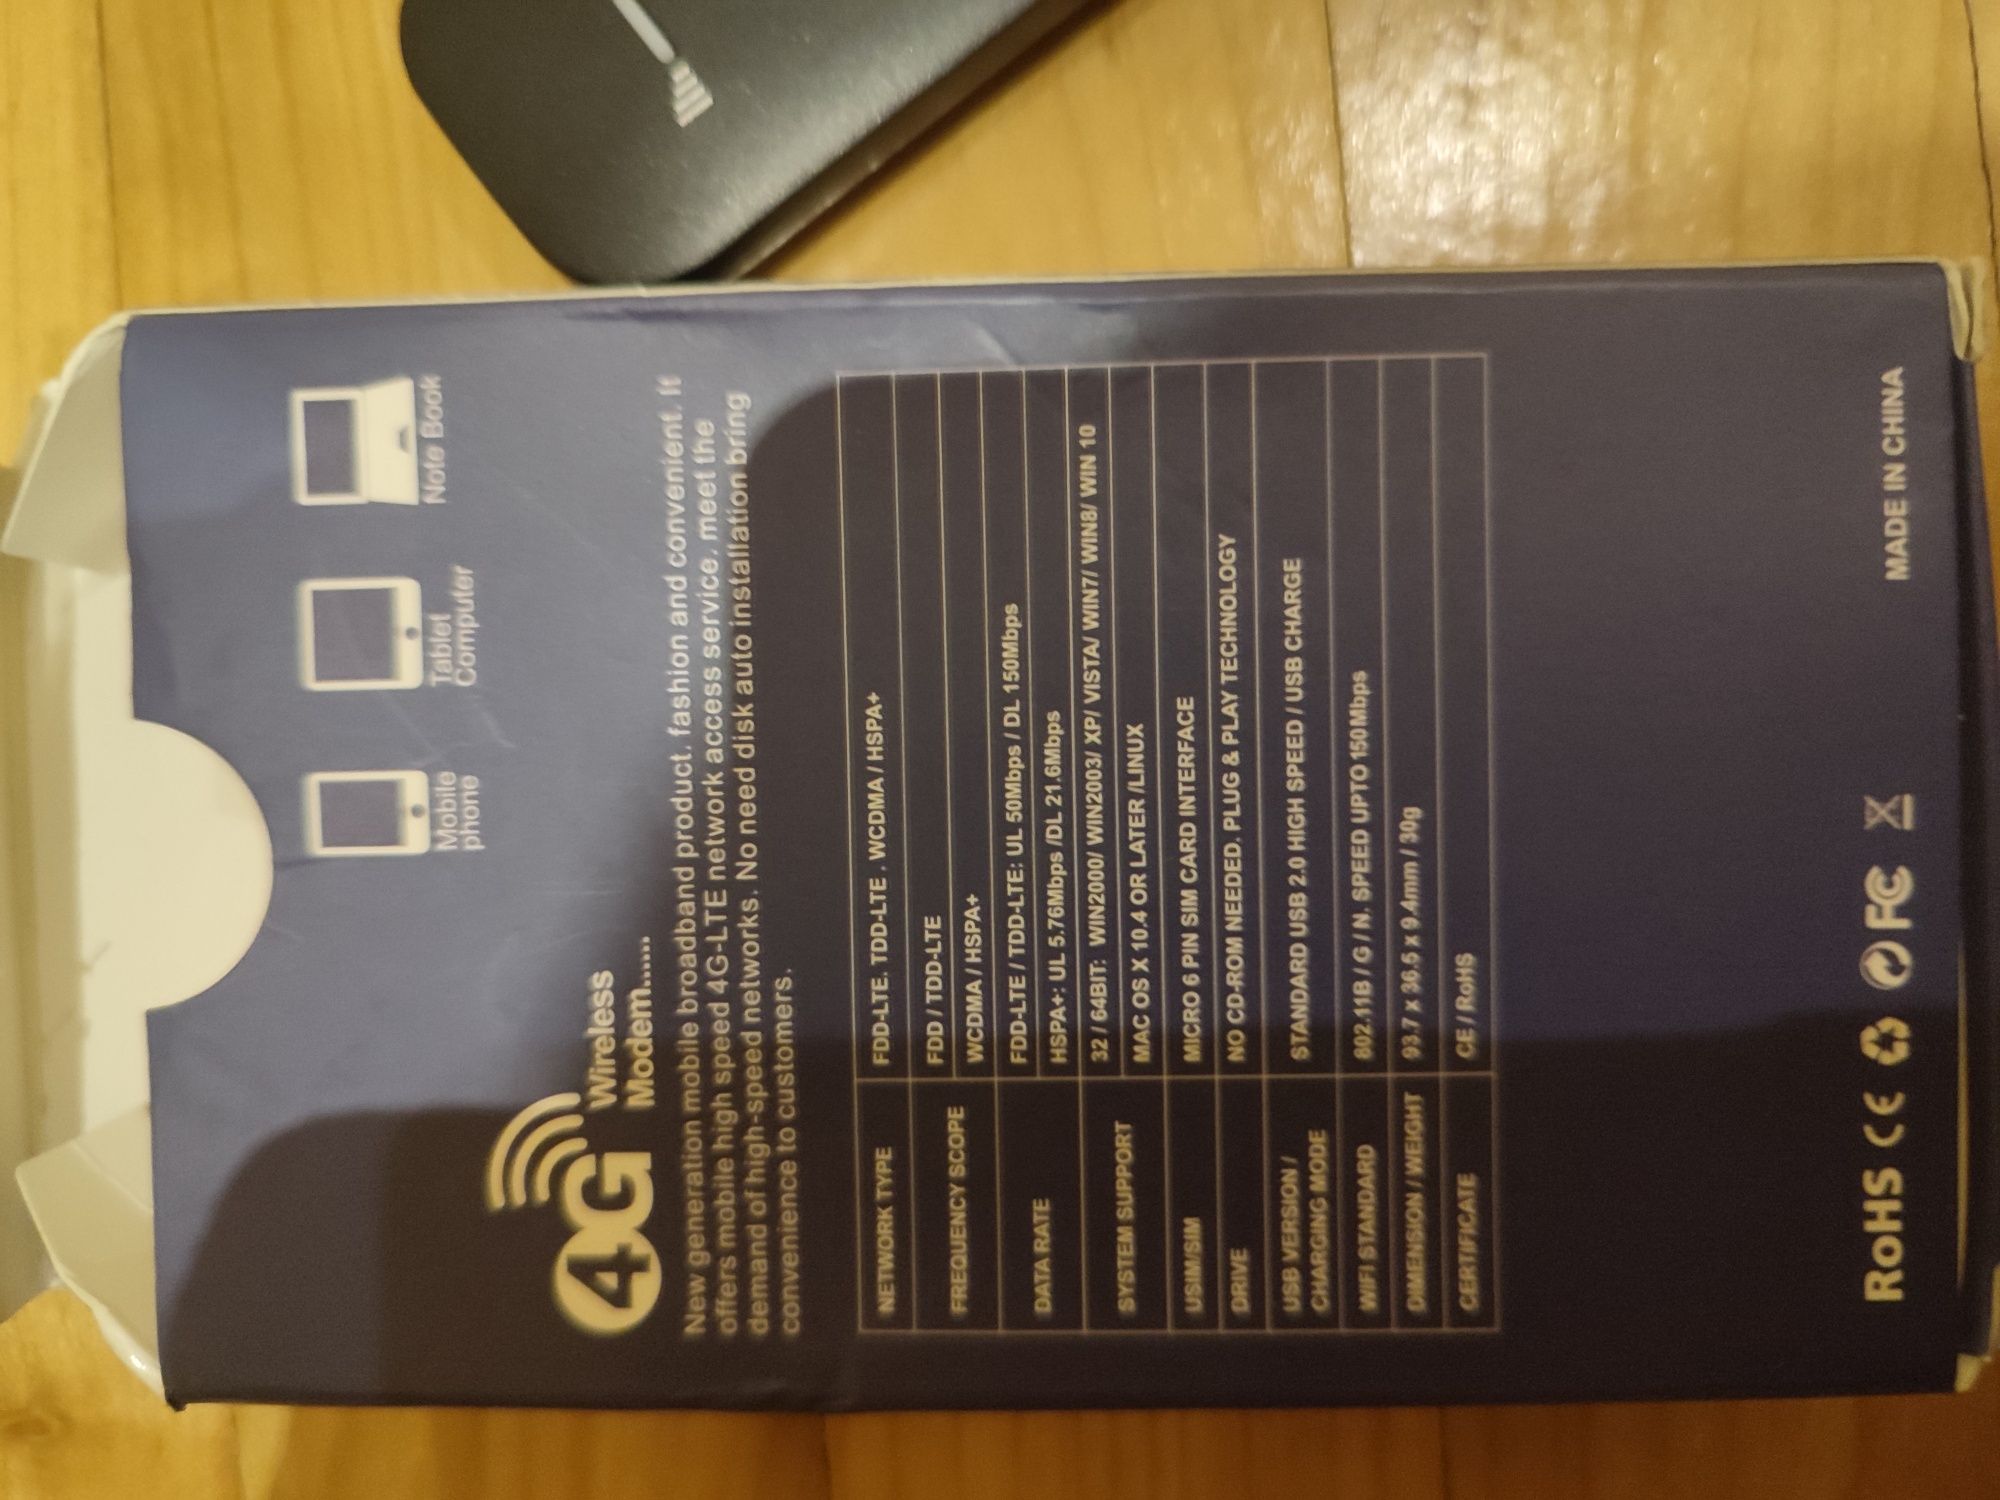 Mobile
phone
Tablet
Computer
Note Book
4G Wireless
Modem......
New generation mobile broadband product. fashion and convenient. it
offers mobile high speed 4G-LTE network access service. meet the
demand of high-speed networks. No need disk auto installation bring
convenience to customers.
NETWORK TYPE FDD-LTE. TDD-LTE . WCDMA / HSPA+
FREQUENCY SCOPE FDD / TDD-LTE
WCDMA / HSPA+
DATA RATE FDD-LTE / TDD-LTE: UL 50Mbps / DL 150Mbps
HSPA+: UL 5.76Mbps /DL 21.6Mbps
SYSTEM SUPPORT 32 / 64BIT: WIN2000/ WIN2003/ XP/ VISTA/ WIN7/ WIN8/ WIN 10
MAC OS X 10.4 OR LATER /LINUX
USIM/SIM MICRO 6 PIN SIM CARD INTERFACE
DRIVE NO CD-ROM NEEDED. PLUG & PLAY TECHNOLOGY
USB VERSION /
CHARGING MODE STANDARD USB 2.0 HIGH SPEED / USB CHARGE
WIFI STANDARD 802.11B / G / N. SPEED UPTO 150Mbps
DIMENSION / WEIGHT 93.7 x 36.5 x 9.4mm / 30g
CERTIFICATE CE / RoHS
RoHS CE FC MADE IN CHINA